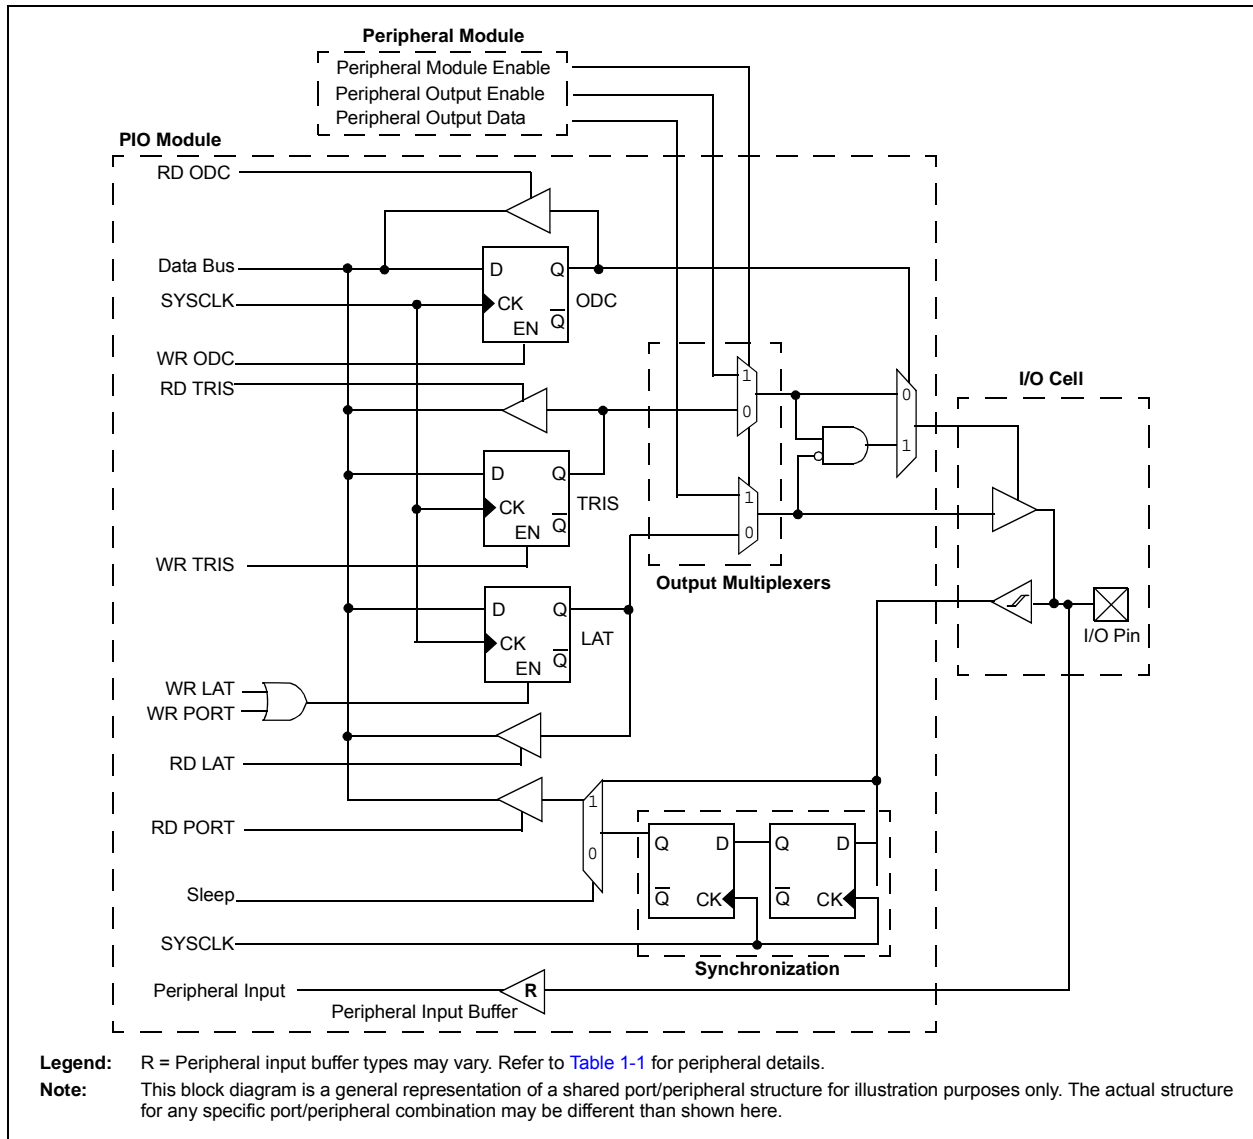 Peripheral Module
Peripheral Module Enable
Peripheral Output Enable
Peripheral Output Data
PIO Module
RD ODC
Data Bus
D Q
SYSCLK
CK
ODC
EN Q
WR ODC
RD TRIS
1
0
I/O Cell
0
1
D Q
CK
TRIS
EN Q
1
0
WR TRIS
Output Multiplexers
D Q
CK
LAT
EN Q
I/O Pin
WR LAT
WR PORT
RD LAT
RD PORT
1
0
Q D
Q CK
Q D
Q CK
Sleep
SYSCLK
Synchronization
Peripheral Input
R
Peripheral Input Buffer
Legend: R = Peripheral input buffer types may vary. Refer to Table 1-1 for peripheral details.
Note: This block diagram is a general representation of a shared port/peripheral structure for illustration purposes only. The actual structure
for any specific port/peripheral combination may be different than shown here.